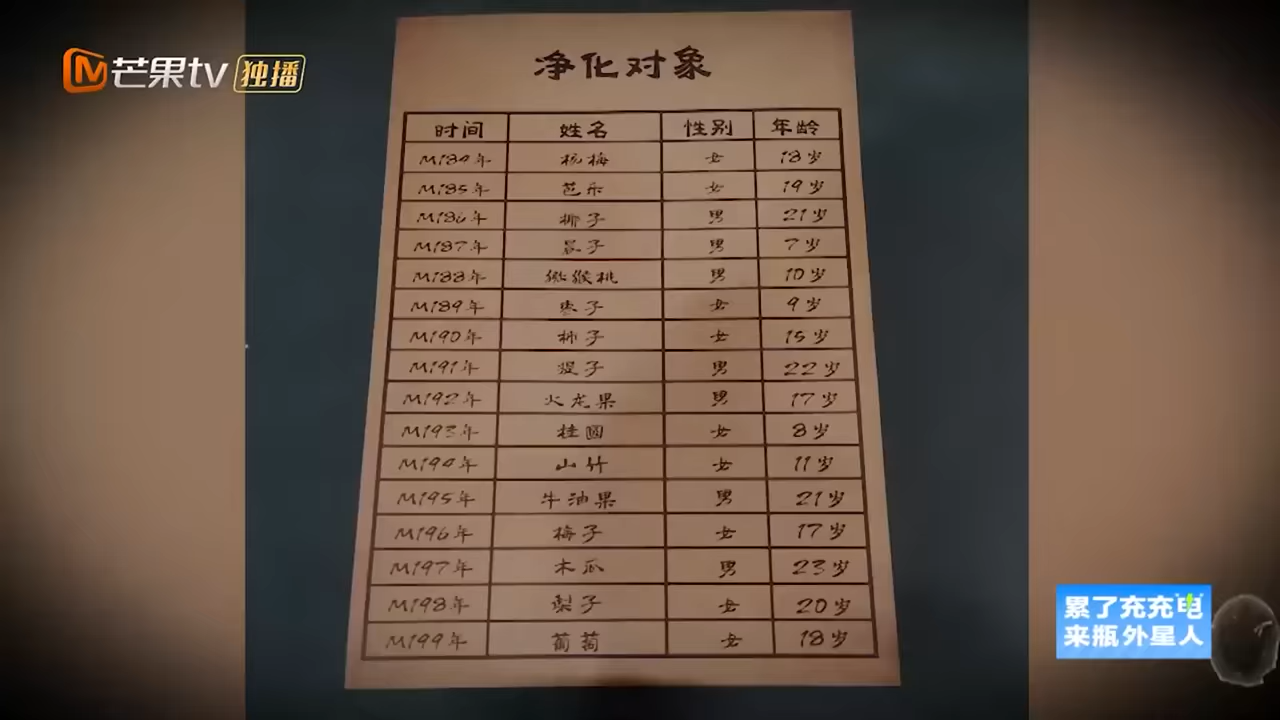 芒果tv 独播
净化对象
时间 姓名 性别 年龄
M184年 杨梅 女 18岁
M185年 芭乐 女 19岁
M186年 椰子 男 21岁
M187年 子 男 7岁
M188年 猕猴桃 男 10岁
M189年 枣子 女 9岁
M190年 柿子 女 15岁
M191年 提子 男 22岁
M192年 火龙果 男 17岁
M193年 桂圆 女 8岁
M194年 山竹 女 11岁
M195年 牛油果 男 21岁
M196年 梅子 女 17岁
M197年 木瓜 男 23岁
M198年 梨子 女 20岁
M199年 葡萄 女 18岁
累了充充电
来瓶外星人